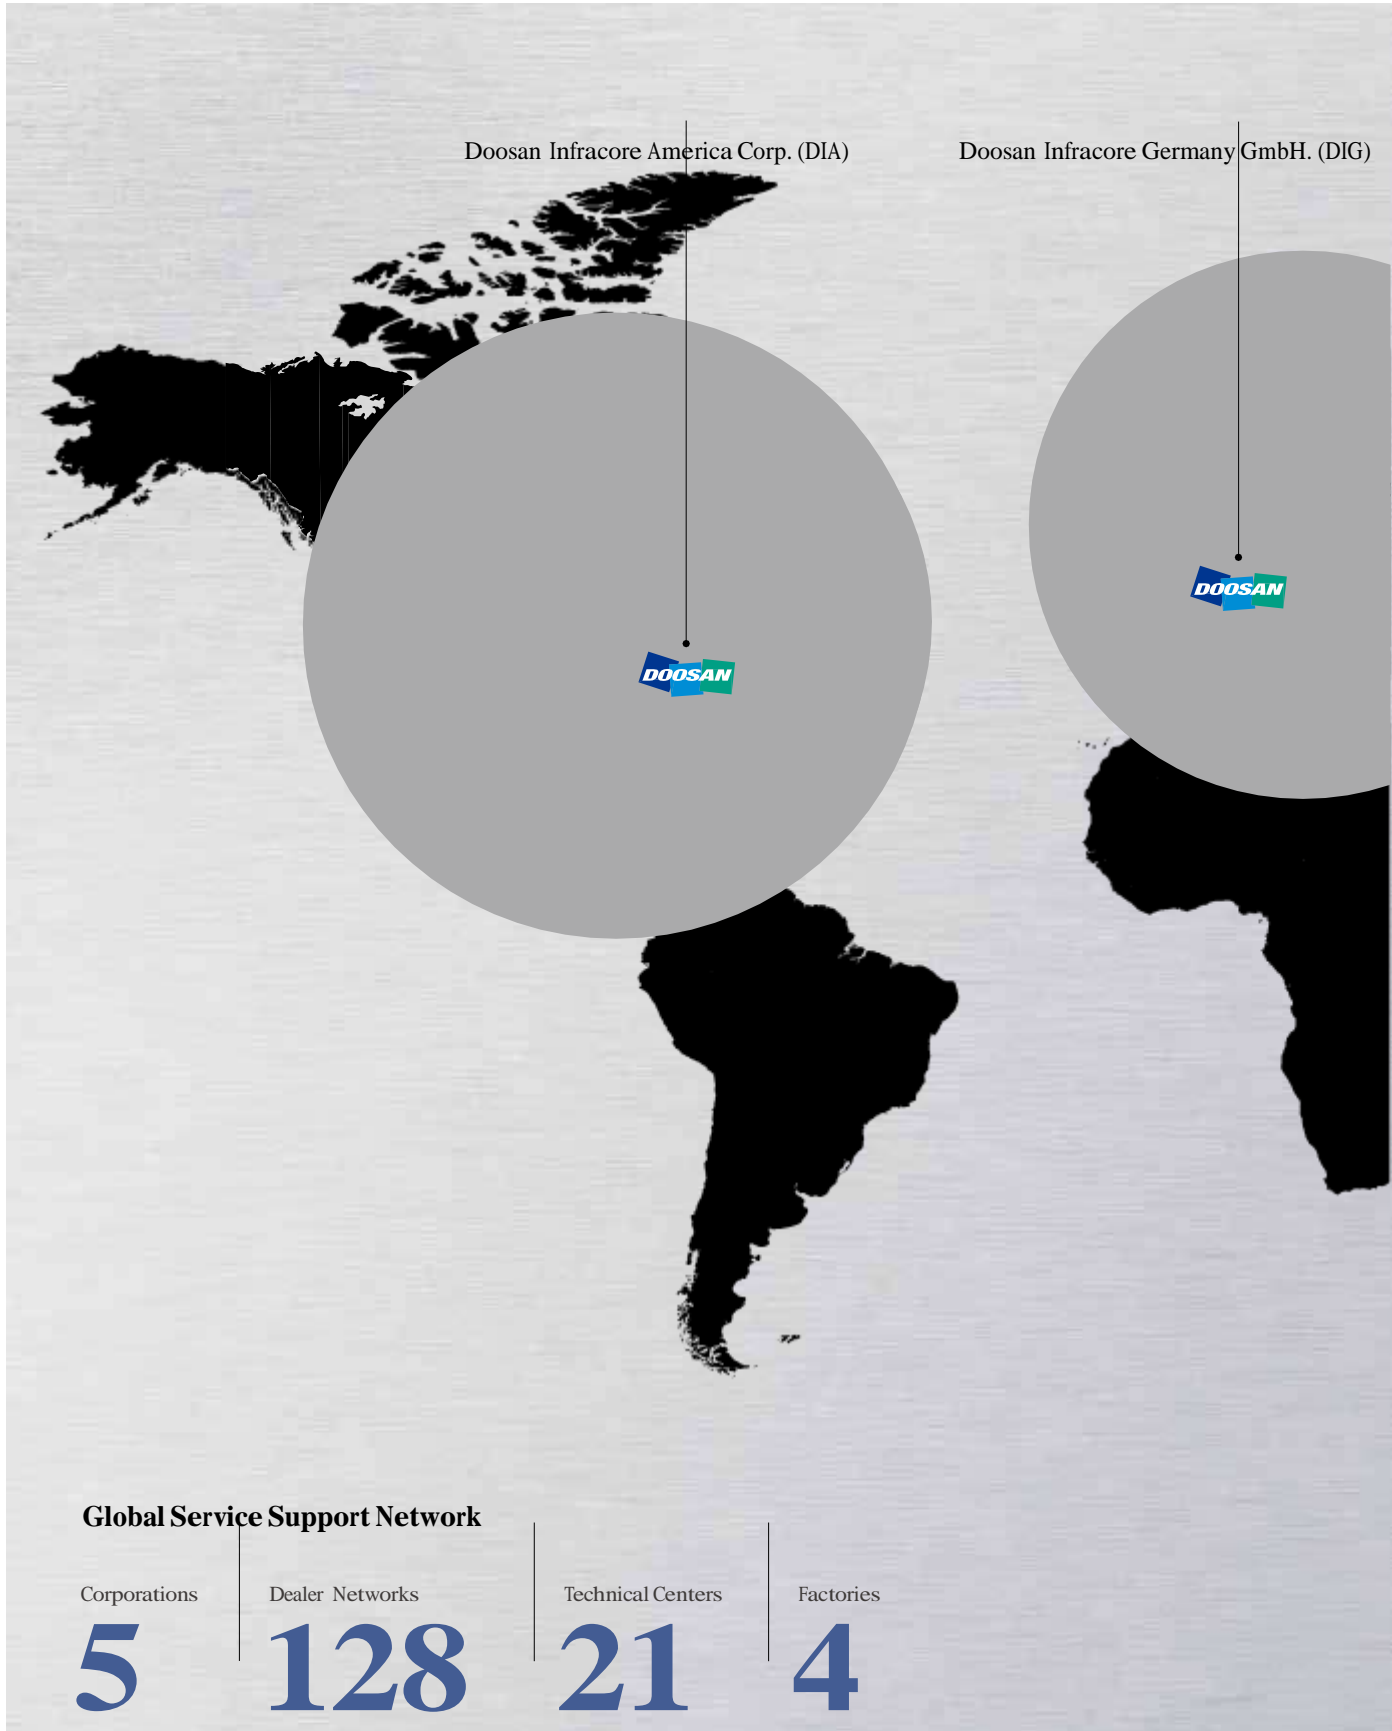 Doosan Infracore America Corp. (DIA)
Doosan Infracore Germany GmbH. (DIG)
DOOSAN
DOOSAN
Global Service Support Network
Corporations
5
Dealer Networks
128
Technical Centers
21
Factories
4